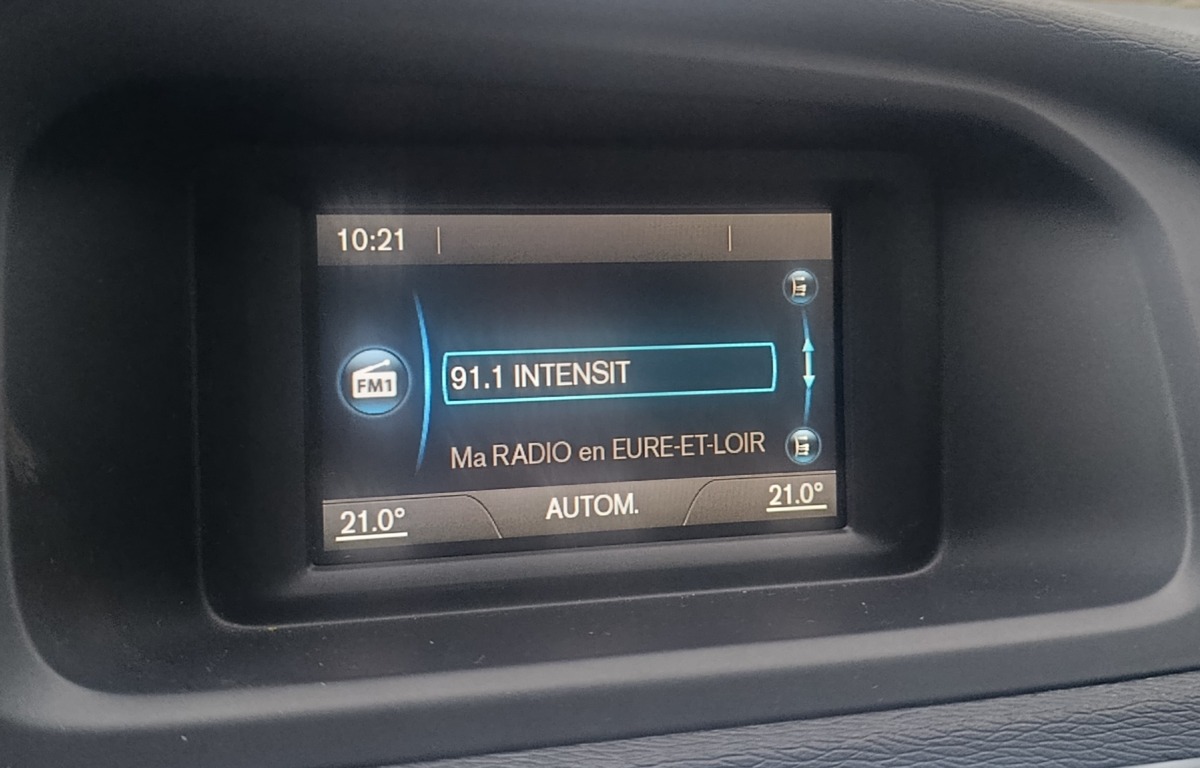 10:21
FM1
91.1 INTENSIT
Ma RADIO en EURE-ET-LOIR
21.0°
AUTOM.
21.0°